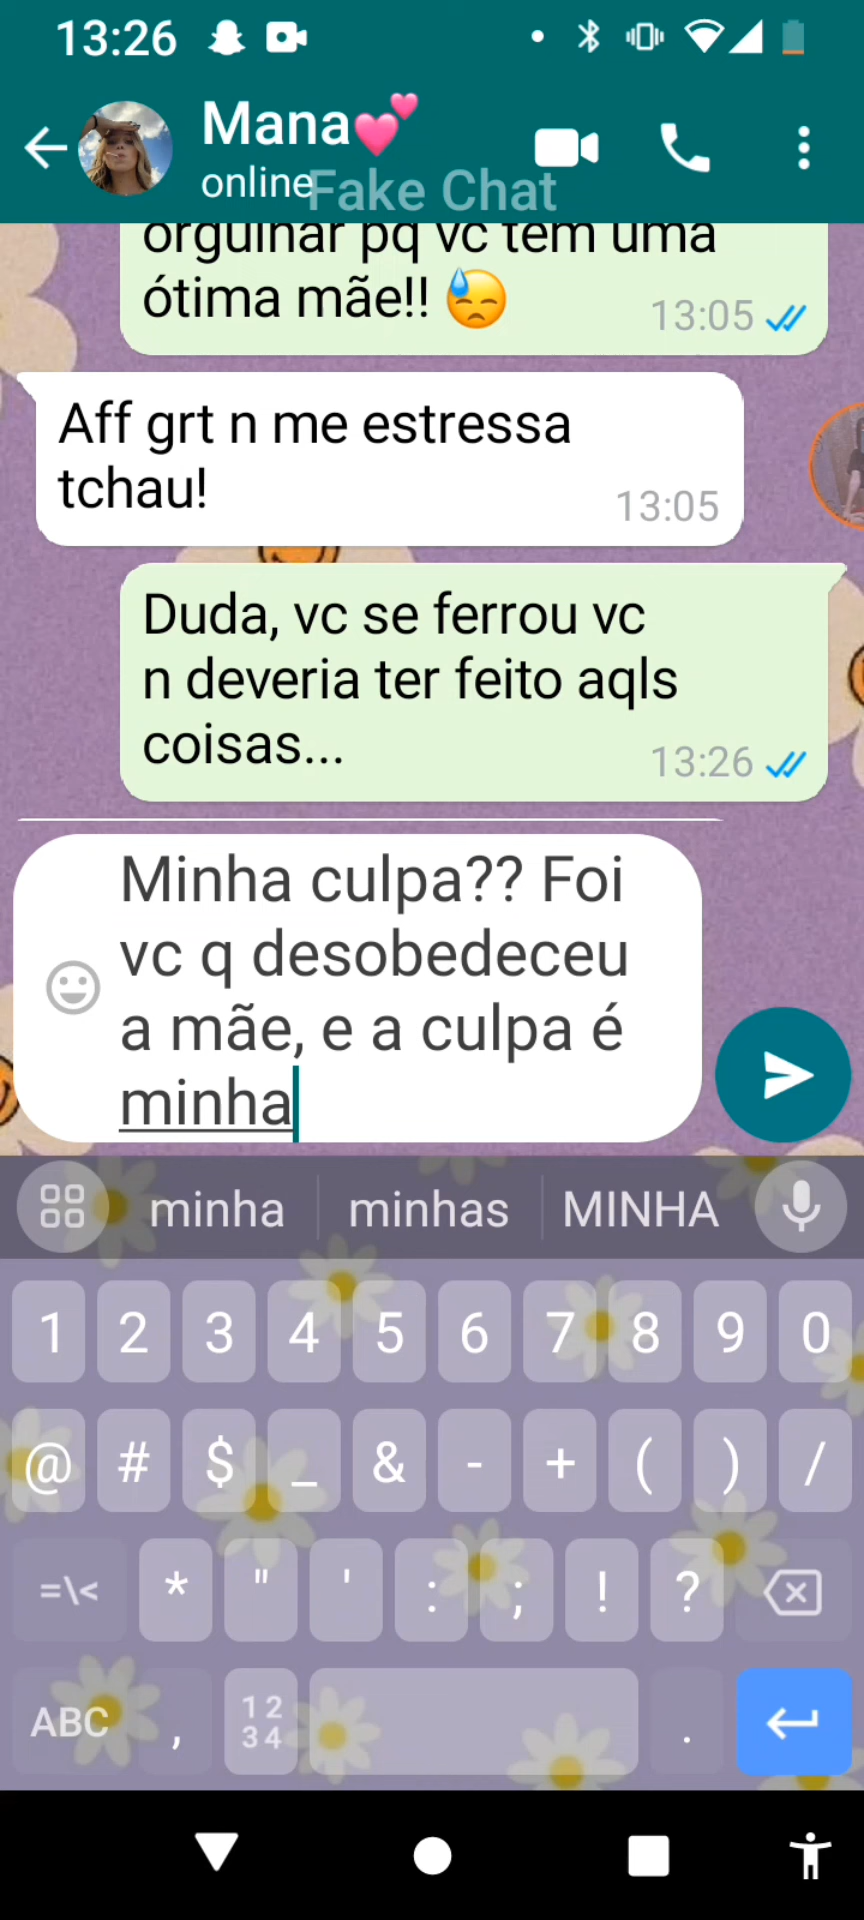 13:26
Mana💕
online
Fake Chat
orgulhar pq vc tem uma
ótima mãe!! 😓
13:05
Aff grt n me estressa
tchau!
13:05
Duda, vc se ferrou vc
n deveria ter feito aqls
coisas...
13:26
Minha culpa?? Foi
vc q desobedeceu
a mãe, e a culpa é
minha
minha minhas MINHA
1 2 3 4 5 6 7 8 9 0
@ # $ _ & - + ( ) /
=\< * " ' : ; ! ?
ABC , 12 .
34